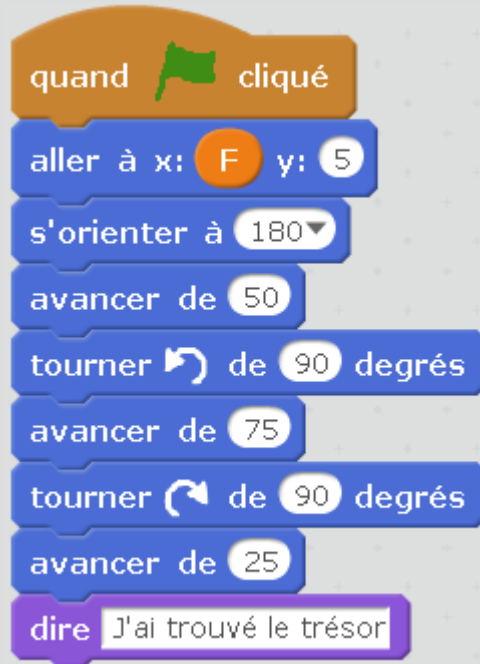 quand cliqué
aller à x: F y: 5
s'orienter à 180
avancer de 50
tourner de 90 degrés
avancer de 75
tourner de 90 degrés
avancer de 25
dire J'ai trouvé le trésor